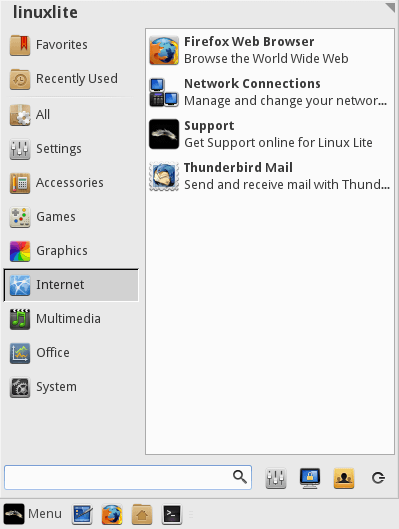 linuxlite
Favorites
Recently Used
All
Settings
Accessories
Games
Graphics
Internet
Multimedia
Office
System
Firefox Web Browser
Browse the World Wide Web
Network Connections
Manage and change your networ...
Support
Get Support online for Linux Lite
Thunderbird Mail
Send and receive mail with Thund...
Menu